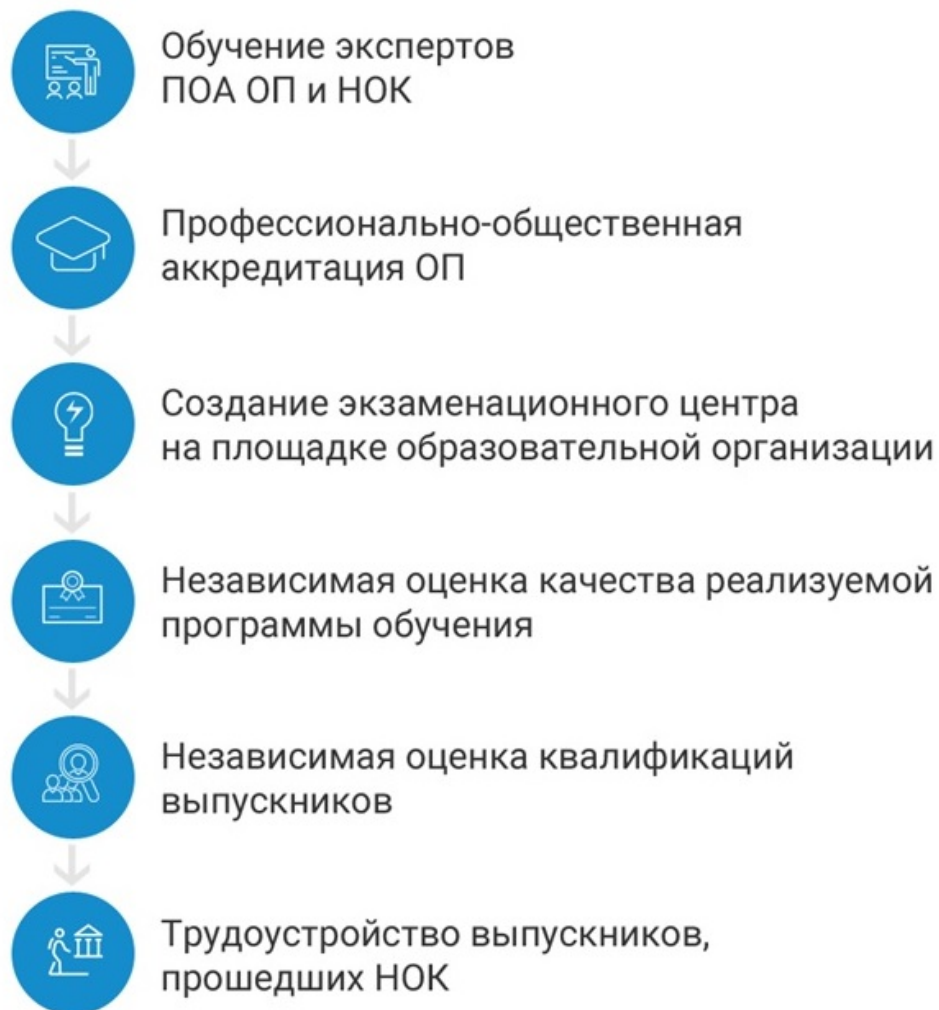 Обучение экспертов
ПОА ОП и НОК
Профессионально-общественная
аккредитация ОП
Создание экзаменационного центра
на площадке образовательной организации
Независимая оценка качества реализуемой
программы обучения
Независимая оценка квалификаций
выпускников
Трудоустройство выпускников,
прошедших НОК